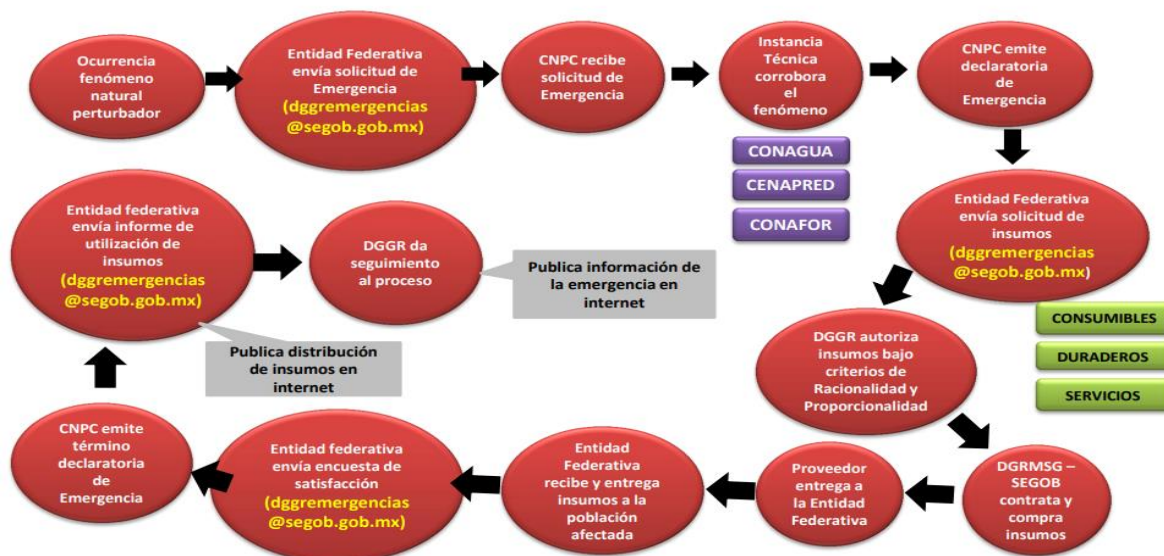 Ocurrencia
fenómeno
natural
perturbador
Entidad Federativa
envía solicitud de
Emergencia
(dggremergencias
@segob.gob.mx)
CNPC recibe
solicitud de
Emergencia
Instancia
Técnica
corrobora
el
fenómeno
CONAGUA
CENAPRED
CONAFOR
CNPC emite
declaratoria
de
Emergencia
Entidad Federativa
envía solicitud de
insumos
(dggremergencias
@segob.gob.mx)
CONSUMIBLES
DURADEROS
SERVICIOS
DGGR autoriza
insumos bajo
criterios de
Racionalidad y
Proporcionalidad
DGRMSG –
SEGOB
contrata y
compra
insumos
Proveedor
entrega a
la Entidad
Federativa
Entidad
Federativa
recibe y entrega
insumos a la
población
afectada
Entidad federativa
envía encuesta de
satisfacción
(dggremergencias
@segob.gob.mx)
CNPC emite
término
declaratoria
de
Emergencia
Entidad federativa
envía informe de
utilización de
insumos
(dggremergencias
@segob.gob.mx)
Publica distribución
de insumos en
internet
DGGR da
seguimiento
al proceso
Publica información de
la emergencia en
internet